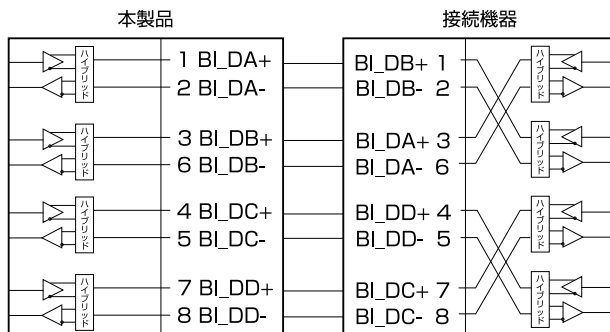 本製品 接続機器
ハイブリッド 1 BI_DA+ BI_DB+ 1 ハイブリッド
2 BI_DA- BI_DB- 2
ハイブリッド 3 BI_DB+ BI_DA+ 3 ハイブリッド
6 BI_DB- BI_DA- 6
ハイブリッド 4 BI_DC+ BI_DD+ 4 ハイブリッド
5 BI_DC- BI_DD- 5
ハイブリッド 7 BI_DD+ BI_DC+ 7 ハイブリッド
8 BI_DD- BI_DC- 8